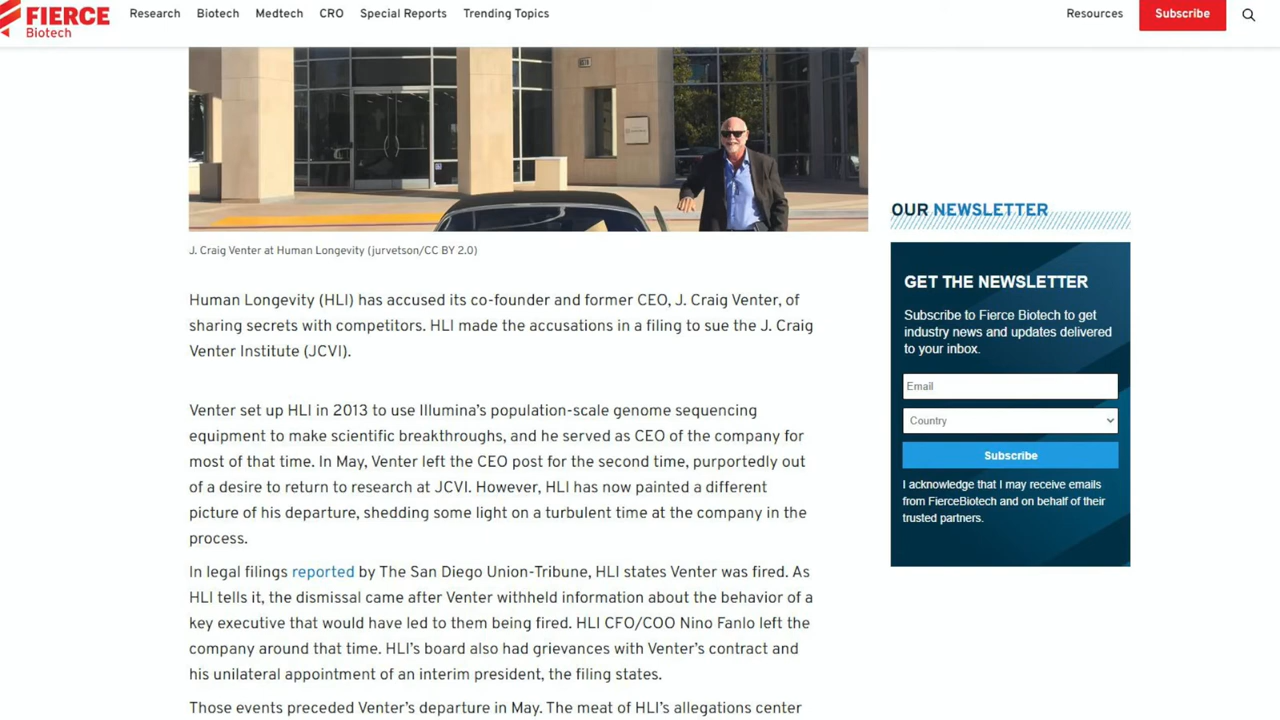 FIERCE
Biotech
Research Biotech Medtech CRO Special Reports Trending Topics
Resources
Subscribe
J. Craig Venter at Human Longevity (jurvetson/CC BY 2.0)
Human Longevity (HLI) has accused its co-founder and former CEO, J. Craig Venter, of
sharing secrets with competitors. HLI made the accusations in a filing to sue the J. Craig
Venter Institute (JCVI).
Venter set up HLI in 2013 to use Illumina’s population-scale genome sequencing
equipment to make scientific breakthroughs, and he served as CEO of the company for
most of that time. In May, Venter left the CEO post for the second time, purportedly out
of a desire to return to research at JCVI. However, HLI has now painted a different
picture of his departure, shedding some light on a turbulent time at the company in the
process.
In legal filings reported by The San Diego Union-Tribune, HLI states Venter was fired. As
HLI tells it, the dismissal came after Venter withheld information about the behavior of a
key executive that would have led to them being fired. HLI CFO/COO Nino Fanlo left the
company around that time. HLI’s board also had grievances with Venter’s contract and
his unilateral appointment of an interim president, the filing states.
Those events preceded Venter’s departure in May. The meat of HLI’s allegations center
OUR NEWSLETTER
GET THE NEWSLETTER
Subscribe to Fierce Biotech to get
industry news and updates delivered
to your inbox.
Email
Country
Subscribe
I acknowledge that I may receive emails
from FierceBiotech and on behalf of their
trusted partners.